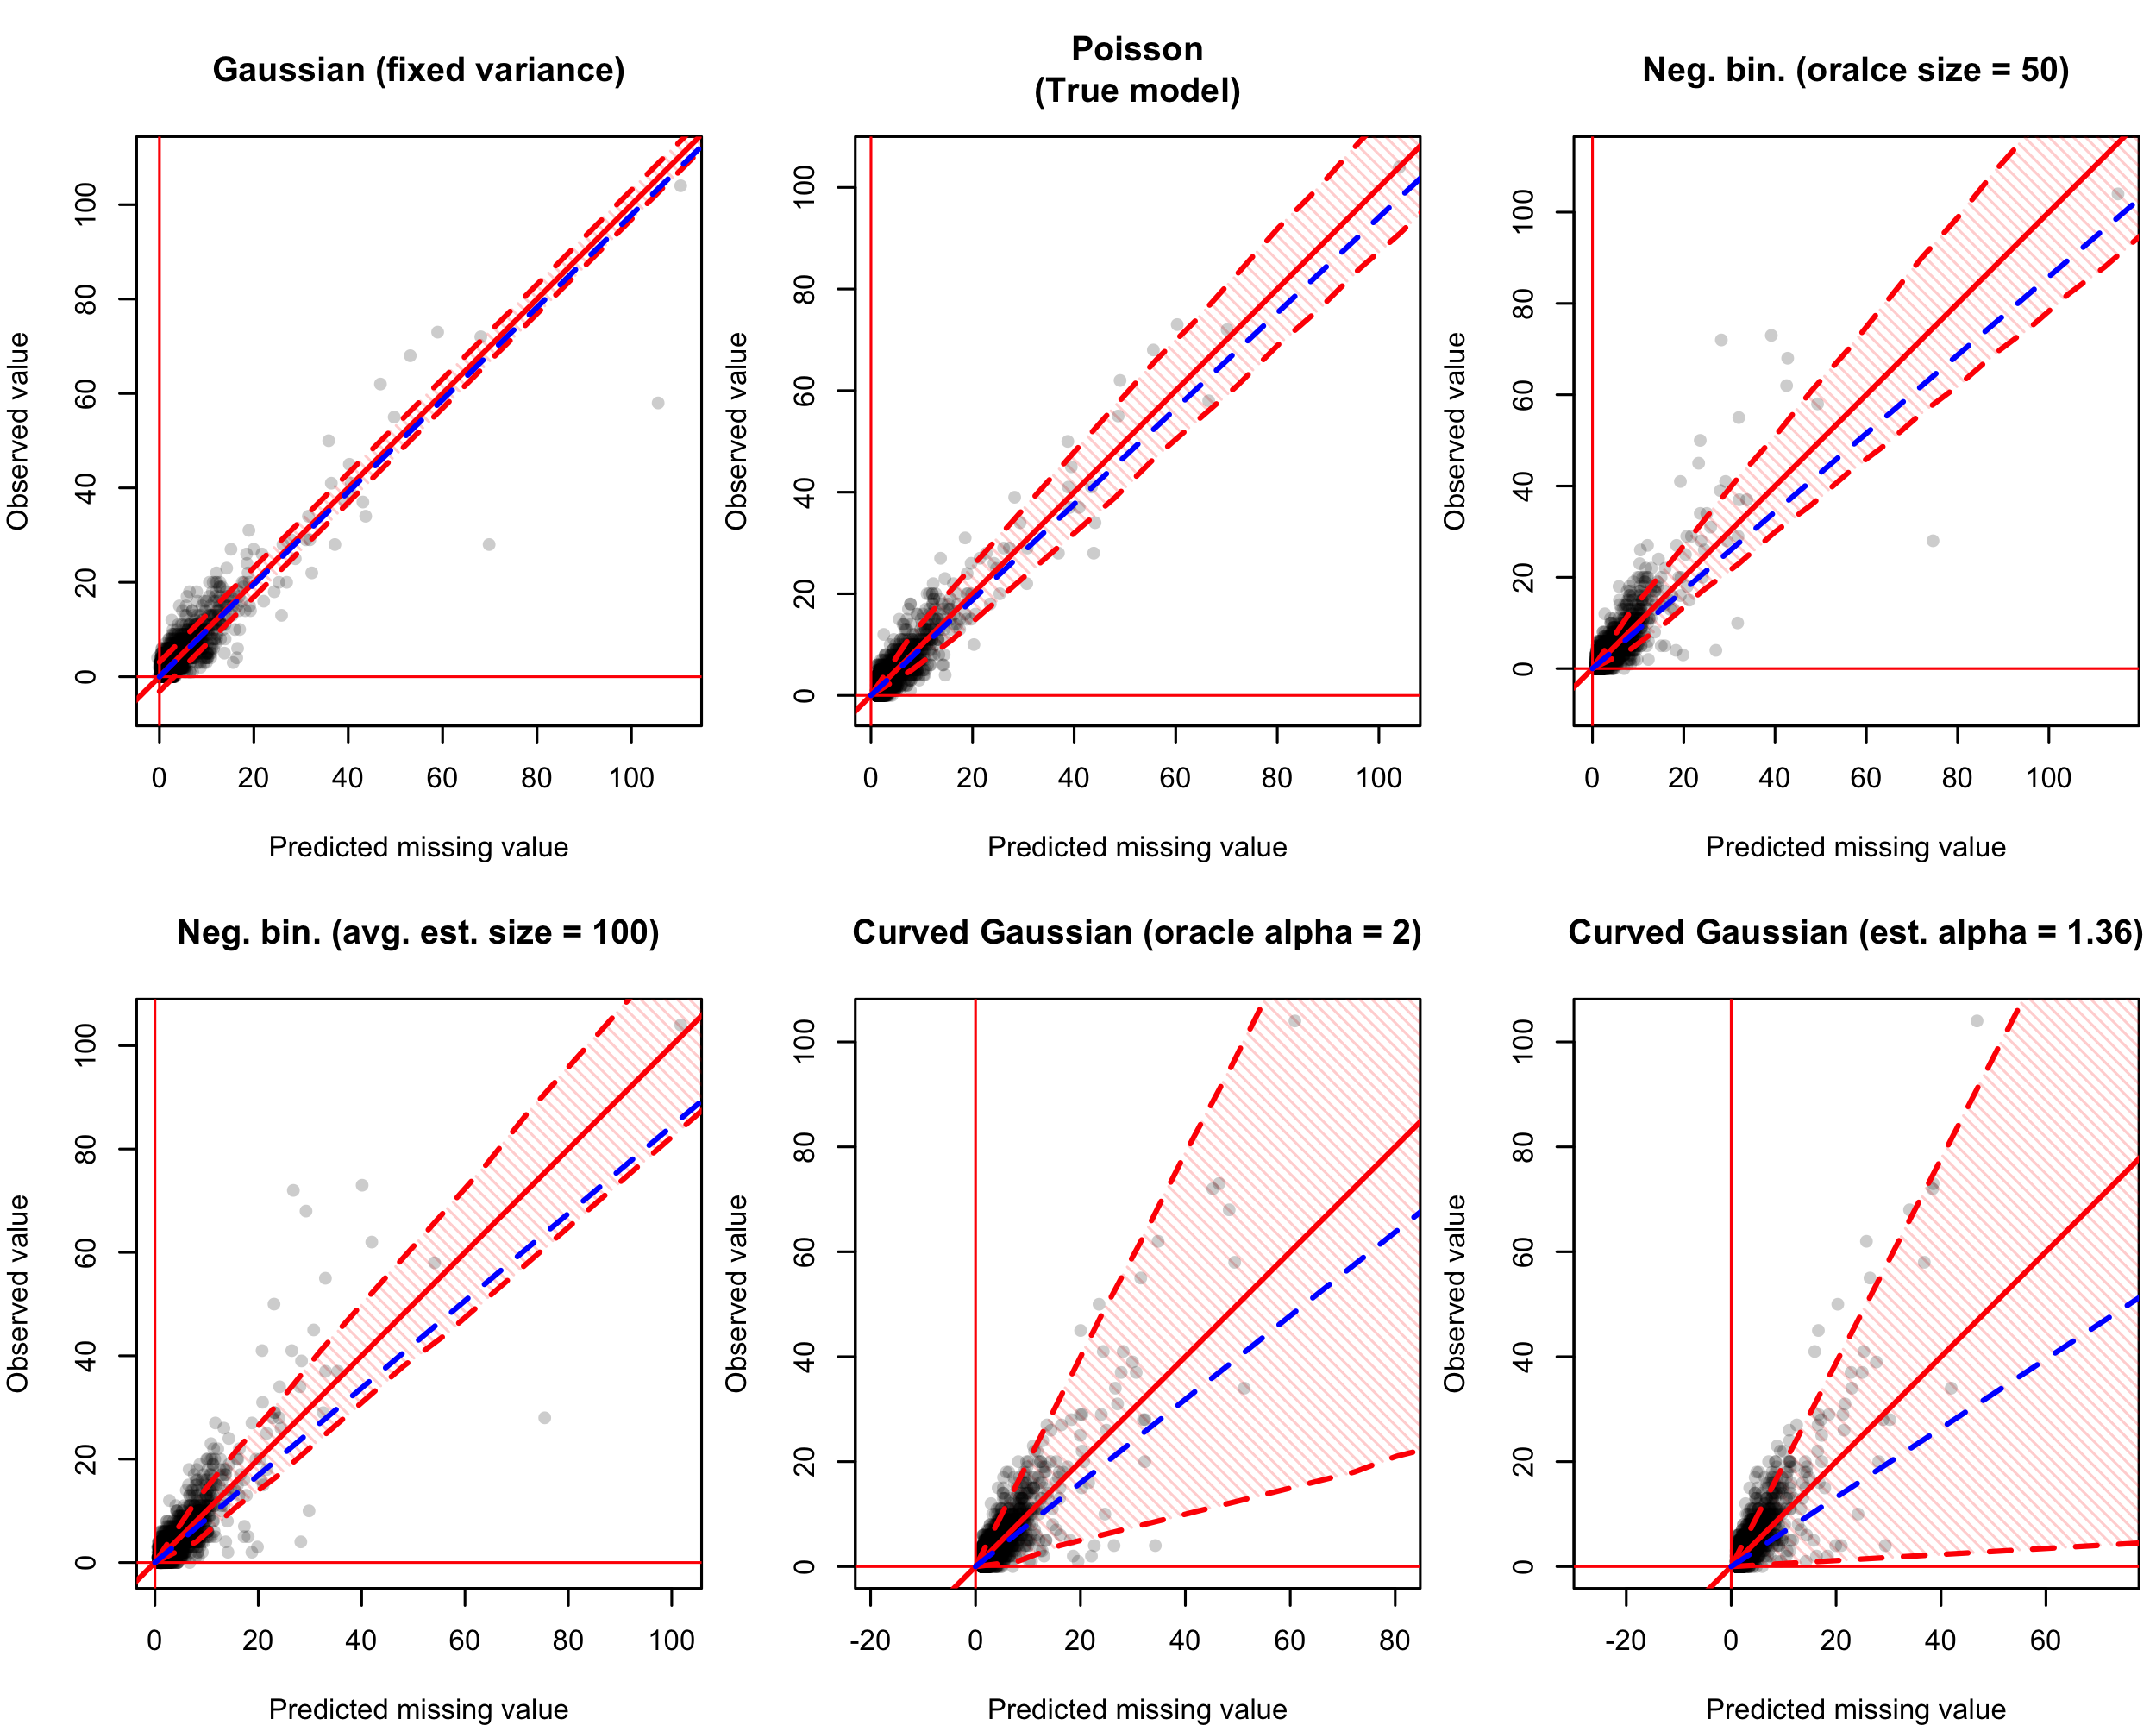 Gaussian (fixed variance)
Observed value
0 20 40 60 80 100
0 20 40 60 80 100
Predicted missing value
Poisson
(True model)
Observed value
0 20 40 60 80 100
0 20 40 60 80 100
Predicted missing value
Neg. bin. (oralce size = 50)
Observed value
0 20 40 60 80 100
0 20 40 60 80 100
Predicted missing value
Neg. bin. (avg. est. size = 100)
Observed value
0 20 40 60 80 100
0 20 40 60 80 100
Predicted missing value
Curved Gaussian (oracle alpha = 2)
Observed value
0 20 40 60 80 100
-20 0 20 40 60 80
Predicted missing value
Curved Gaussian (est. alpha = 1.36)
Observed value
0 20 40 60 80 100
-20 0 20 40 60
Predicted missing value